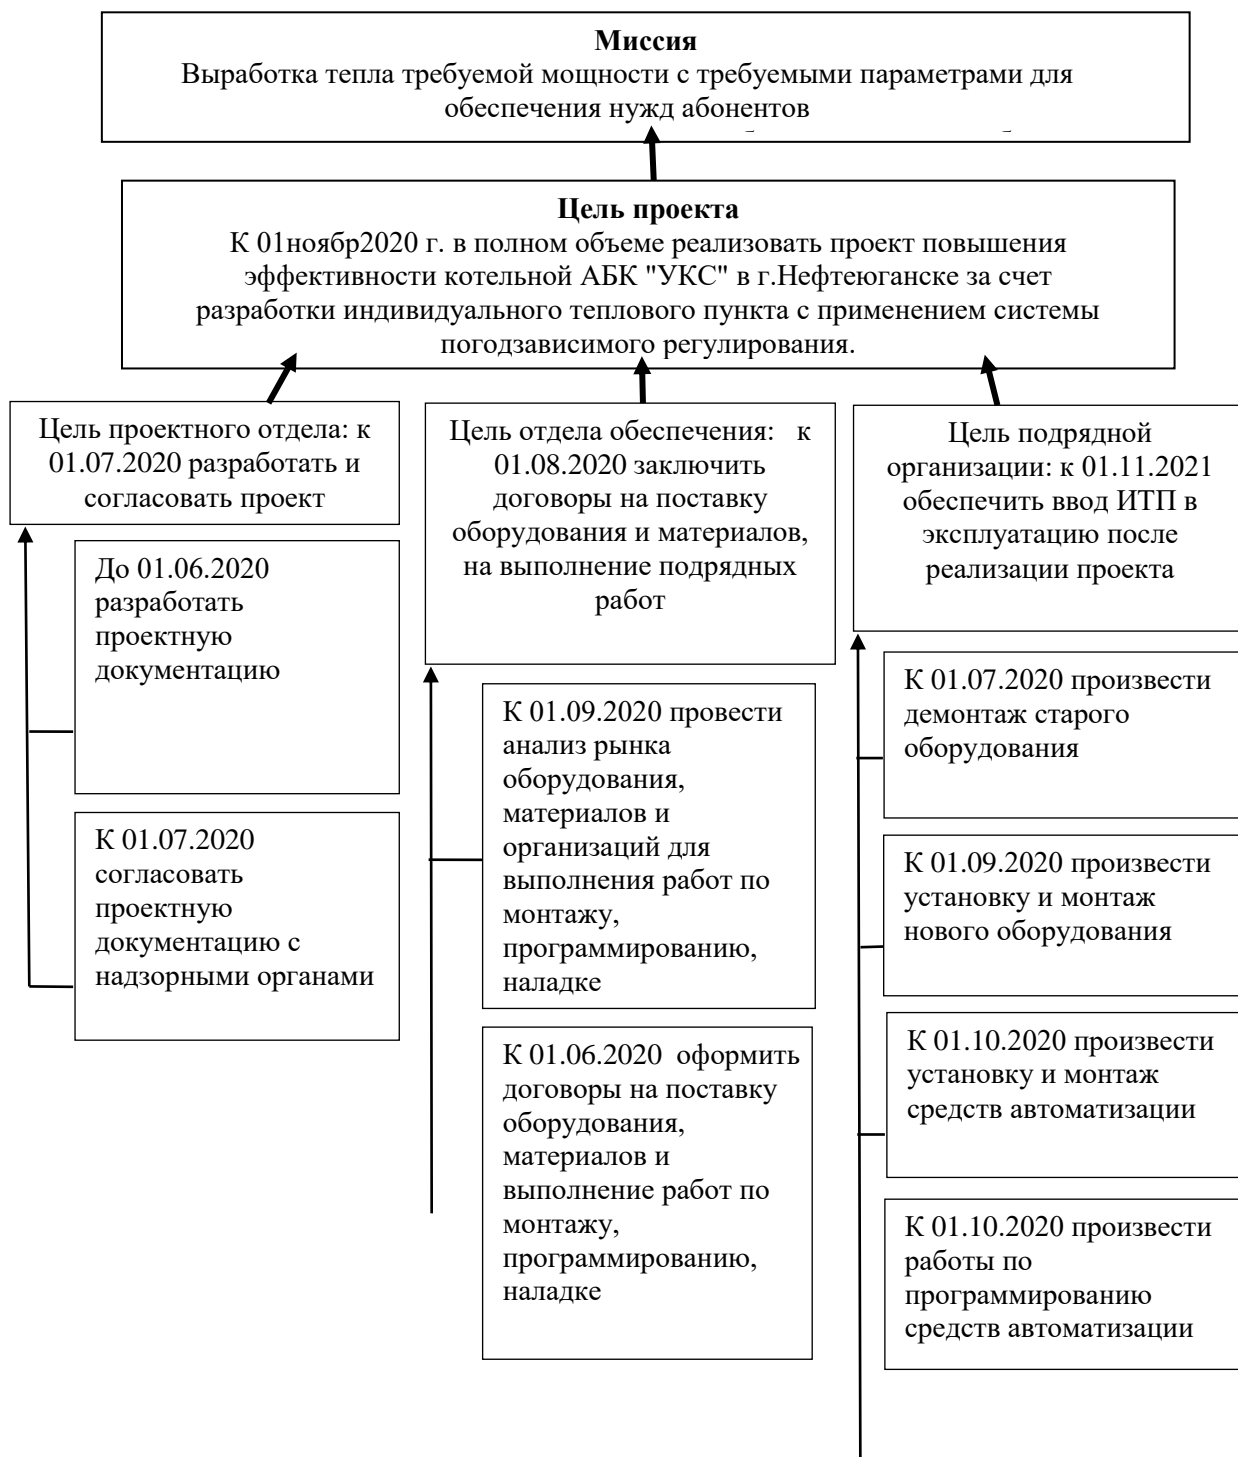 Миссия
Выработка тепла требуемой мощности с требуемыми параметрами для
обеспечения нужд абонентов
Цель проекта
К 01ноябр2020 г. в полном объеме реализовать проект повышения
эффективности котельной АБК "УКС" в г.Нефтеюганске за счет
разработки индивидуального теплового пункта с применением системы
погодзависимого регулирования.
Цель проектного отдела: к
01.07.2020 разработать и
согласовать проект
До 01.06.2020
разработать
проектную
документацию
К 01.07.2020
согласовать
проектную
документацию с
надзорными органами
Цель отдела обеспечения: к
01.08.2020 заключить
договоры на поставку
оборудования и материалов,
на выполнение подрядных
работ
К 01.09.2020 провести
анализ рынка
оборудования,
материалов и
организаций для
выполнения работ по
монтажу,
программированию,
наладке
К 01.06.2020 оформить
договоры на поставку
оборудования,
материалов и
выполнение работ по
монтажу,
программированию,
наладке
Цель подрядной
организации: к 01.11.2021
обеспечить ввод ИТП в
эксплуатацию после
реализации проекта
К 01.07.2020 произвести
демонтаж старого
оборудования
К 01.09.2020 произвести
установку и монтаж
нового оборудования
К 01.10.2020 произвести
установку и монтаж
средств автоматизации
К 01.10.2020 произвести
работы по
программированию
средств автоматизации